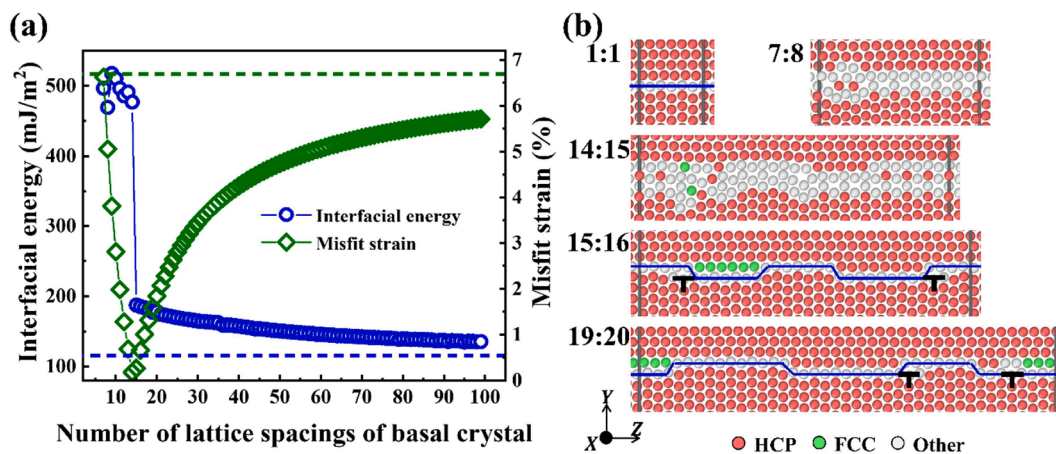 (a)
Interfacial energy (mJ/m²)
500
400
300
200
100
7
6
5
4
3
2
1
0
Misfit strain (%)
Interfacial energy
Misfit strain
10 20 30 40 50 60 70 80 90 100
Number of lattice spacings of basal crystal
(b)
1:1
7:8
14:15
15:16
19:20
Y
X
Z
HCP FCC Other